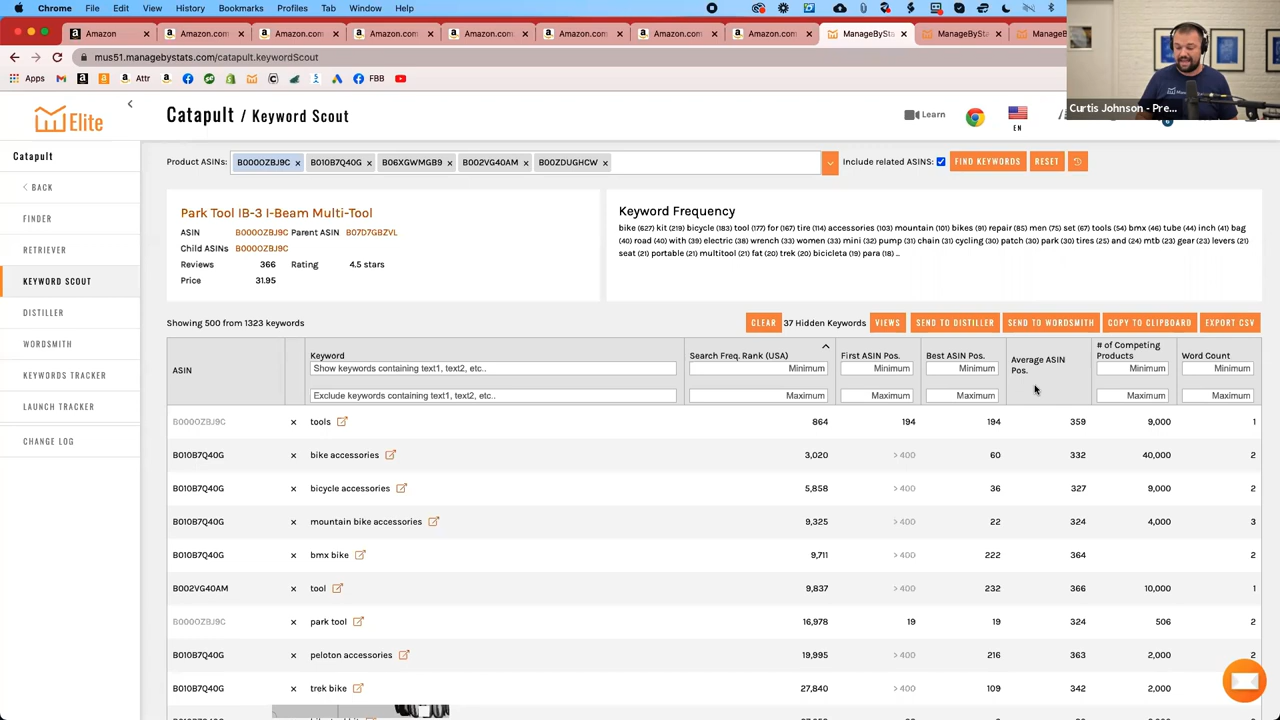 Chrome File Edit View History Bookmarks Profiles Tab Window Help
Amazon Amazon.com Amazon.com Amazon.com Amazon.com Amazon.com Amazon.com Amazon.com ManageBySt ManageBySt ManageBySt
mus51.managebystats.com/catapult.keywordScout
Apps Attr FBB
Curtis Johnson - Pre...
Elite
Catapult / Keyword Scout
Learn
EN
Catapult
BACK
FINDER
RETRIEVER
KEYWORD SCOUT
DISTILLER
WORDSMITH
KEYWORDS TRACKER
LAUNCH TRACKER
CHANGE LOG
Product ASINs: B000OZBJ9C × B010B7Q40G × B06XGWMGB9 × B002VG40AM × B00ZDUGHCW × Include related ASINs: FIND KEYWORDS RESET
Park Tool IB-3 I-Beam Multi-Tool
ASIN B000OZBJ9C Parent ASIN B07D7GBZVL
Child ASINs B000OZBJ9C
Reviews 366 Rating 4.5 stars
Price 31.95
Keyword Frequency
bike (627) kit (219) bicycle (183) tool (177) for (167) tire (114) accessories (103) mountain (101) bikes (91) repair (85) men (75) set (67) tools (54) bmx (46) tube (44) inch (41) bag
(40) road (40) with (39) electric (38) wrench (33) women (33) mini (32) pump (31) chain (31) cycling (30) patch (30) park (30) tires (25) and (24) mtb (23) gear (23) levers (21)
seat (21) portable (21) multitool (21) fat (20) trek (20) bicicleta (19) para (18) ...
Showing 500 from 1323 keywords
CLEAR 37 Hidden Keywords VIEWS SEND TO DISTILLER SEND TO WORDSMITH COPY TO CLIPBOARD EXPORT CSV
ASIN Keyword Search Freq. Rank (USA) First ASIN Pos. Best ASIN Pos. Average ASIN Pos. # of Competing Products Word Count
Show keywords containing text1, text2, etc.. Minimum Minimum Minimum Minimum Minimum
Exclude keywords containing text1, text2, etc.. Maximum Maximum Maximum Maximum Maximum
B000OZBJ9C × tools 864 194 194 359 9,000 1
B010B7Q40G × bike accessories 3,020 > 400 60 332 40,000 2
B010B7Q40G × bicycle accessories 5,858 > 400 36 327 9,000 2
B010B7Q40G × mountain bike accessories 9,325 > 400 22 324 4,000 3
B010B7Q40G × bmx bike 9,711 > 400 222 364 2
B002VG40AM × tool 9,837 > 400 232 366 10,000 1
B000OZBJ9C × park tool 16,978 19 19 324 506 2
B010B7Q40G × peloton accessories 19,995 > 400 216 363 2,000 2
B010B7Q40G × trek bike 27,840 > 400 109 342 2,000